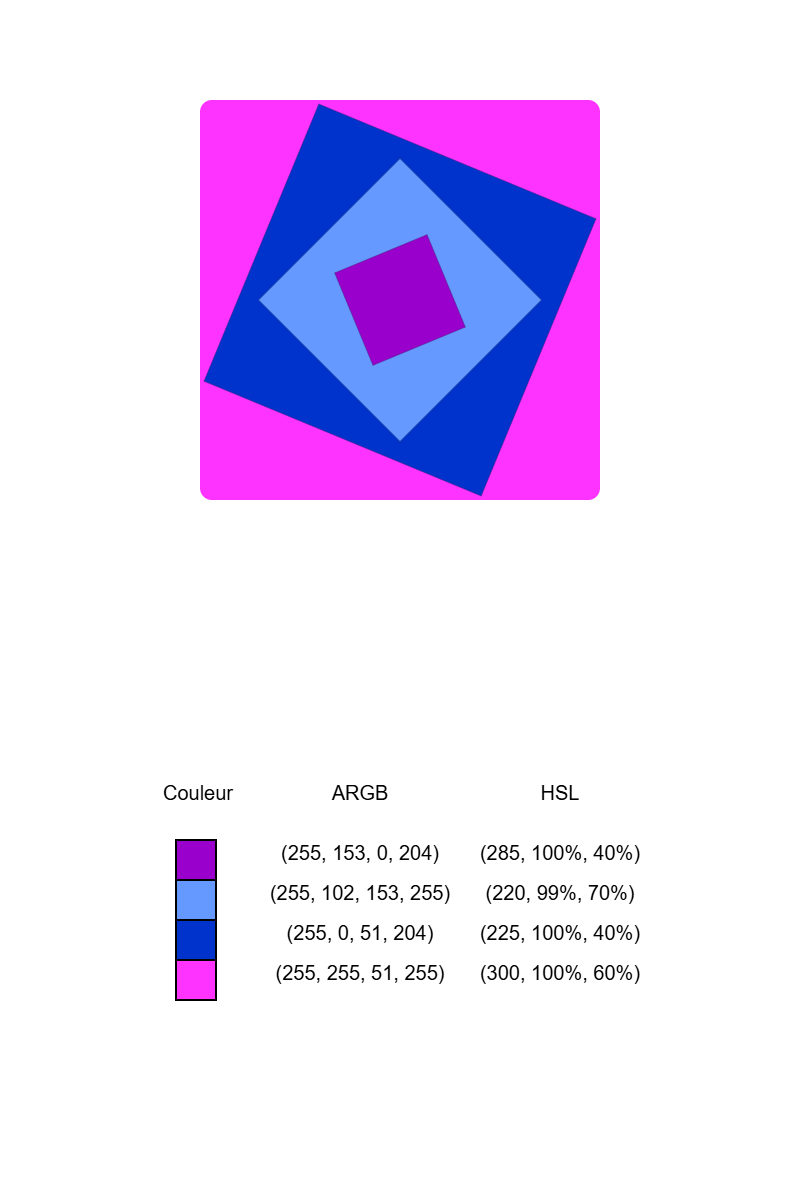 Couleur ARGB HSL
(255, 153, 0, 204) (285, 100%, 40%)
(255, 102, 153, 255) (220, 99%, 70%)
(255, 0, 51, 204) (225, 100%, 40%)
(255, 255, 51, 255) (300, 100%, 60%)